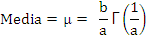 Media = μ = b/a Γ(1/a)